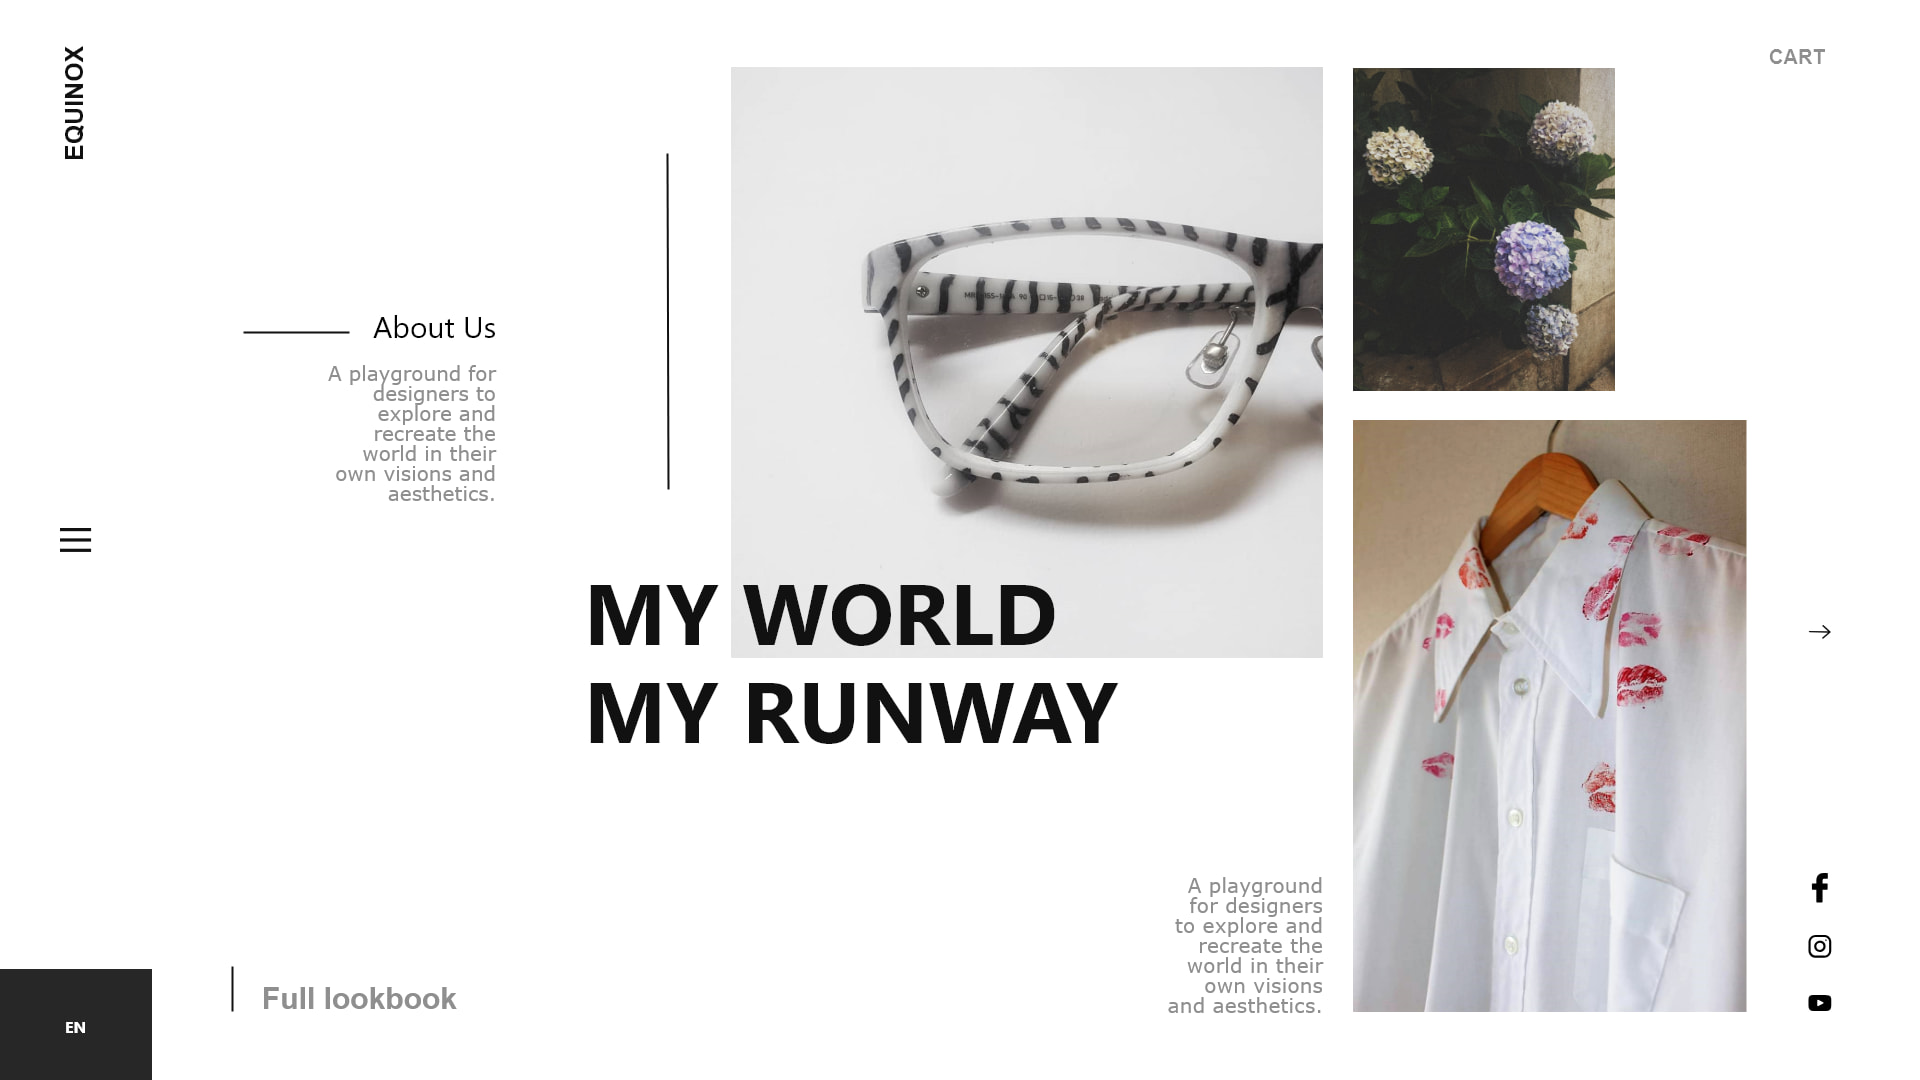 EQUINOX
CART
About Us
A playground for
designers to
explore and
recreate the
world in their
own visions and
aesthetics.
MY WORLD
MY RUNWAY
A playground
for designers
to explore and
recreate the
world in their
own visions
and aesthetics.
Full lookbook
EN